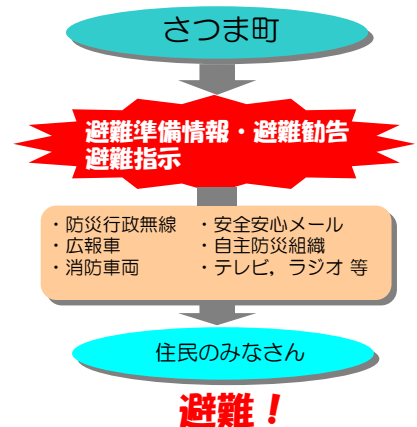 さつま町
避難準備情報・避難勧告
避難指示
・防災行政無線　・安全安心メール
・広報車　・自主防災組織
・消防車両　・テレビ，ラジオ 等
住民のみなさん
避難！